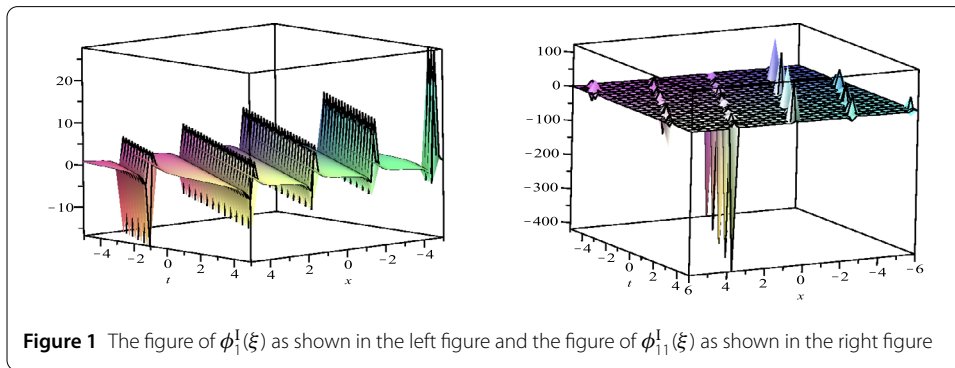 20
10
0
−10
−4 −2 0 2 4
t
4 2 0 −2 −4
x
100
0
−100
−200
−300
−400
−4 −2 0 2 4 6
t
4 2 0 −2 −4 −6
x
Figure 1 The figure of ϕ₁ᴵ(ξ) as shown in the left figure and the figure of ϕ₁₁ᴵ(ξ) as shown in the right figure